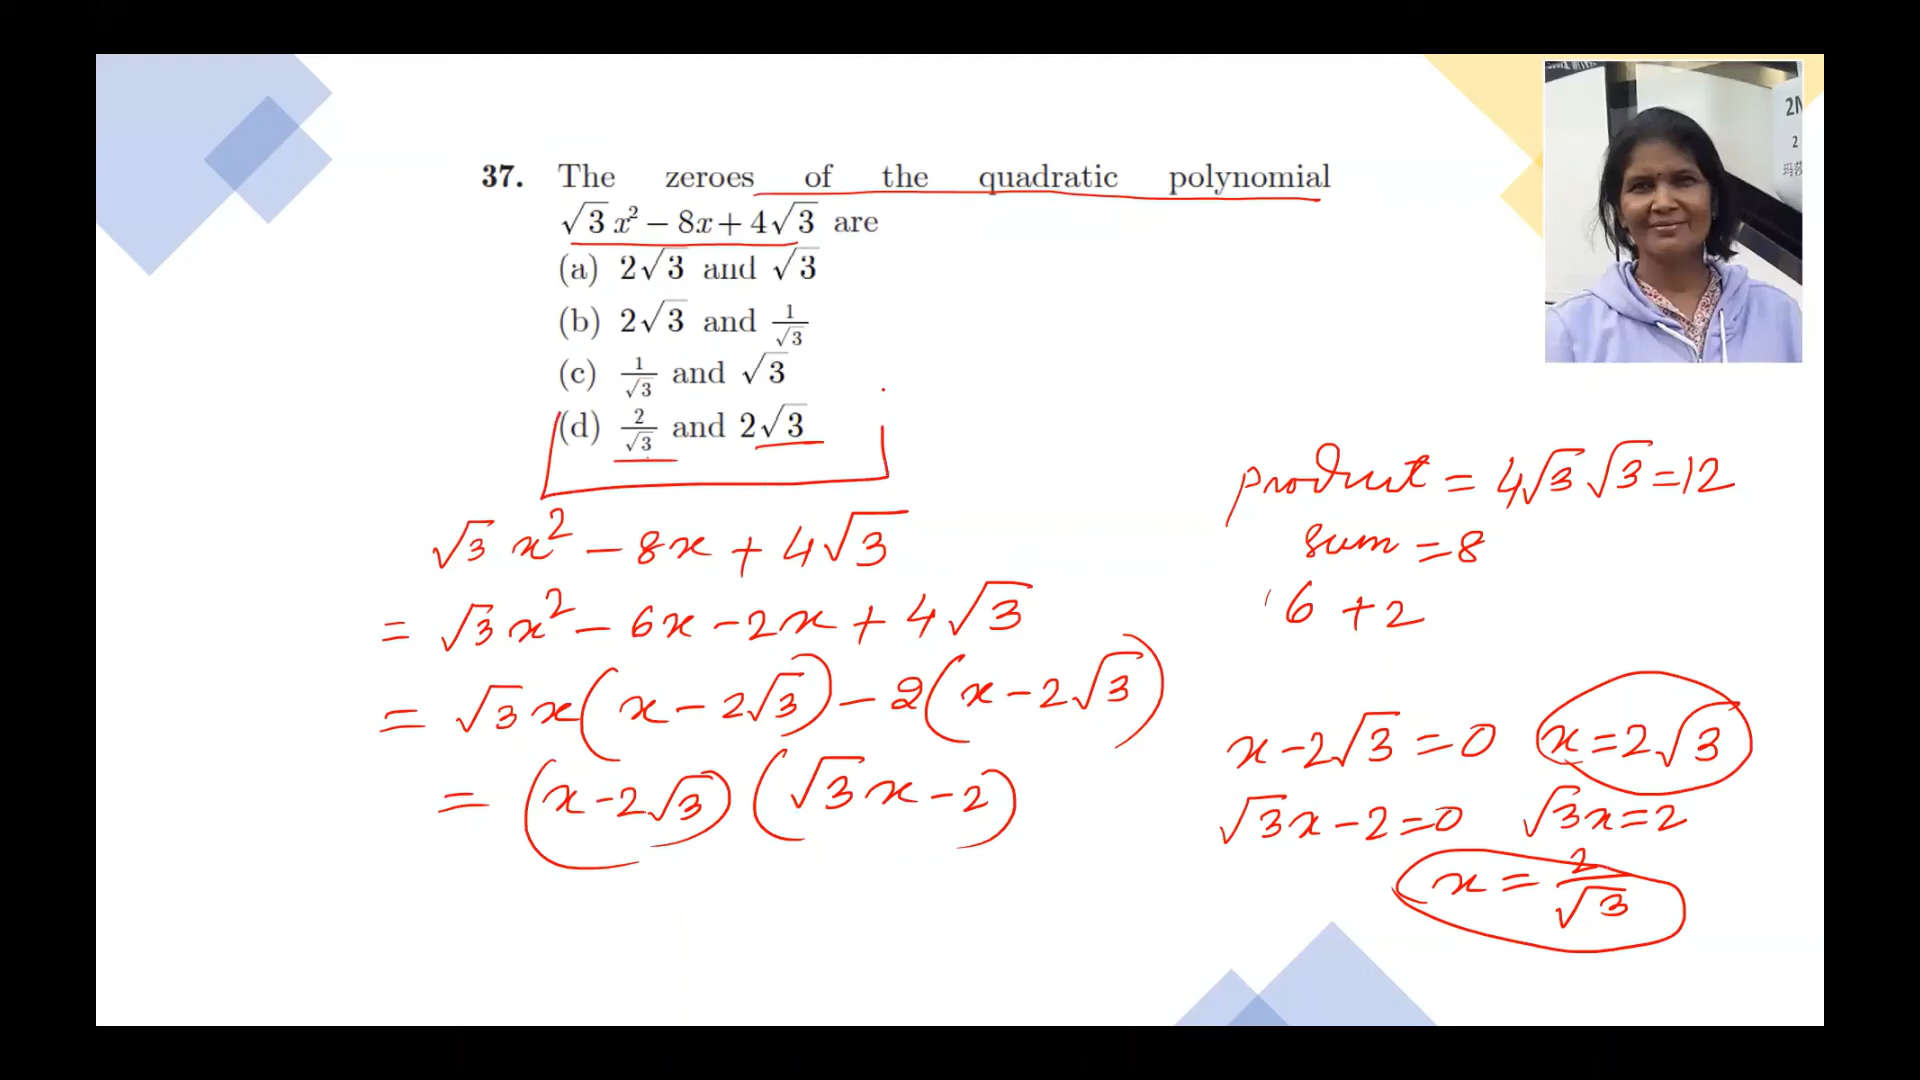 37. The zeroes of the quadratic polynomial
√3 x² − 8x + 4√3 are
(a) 2√3 and √3
(b) 2√3 and 1/√3
(c) 1/√3 and √3
(d) 2/√3 and 2√3
√3 x² − 8x + 4√3
= √3x² − 6x − 2x + 4√3
= √3x(x − 2√3) − 2(x − 2√3)
= (x − 2√3)(√3x − 2)
product = 4√3 √3 = 12
sum = 8
6 + 2
x − 2√3 = 0 x = 2√3
√3x − 2 = 0 √3x = 2
x = 2/√3
2